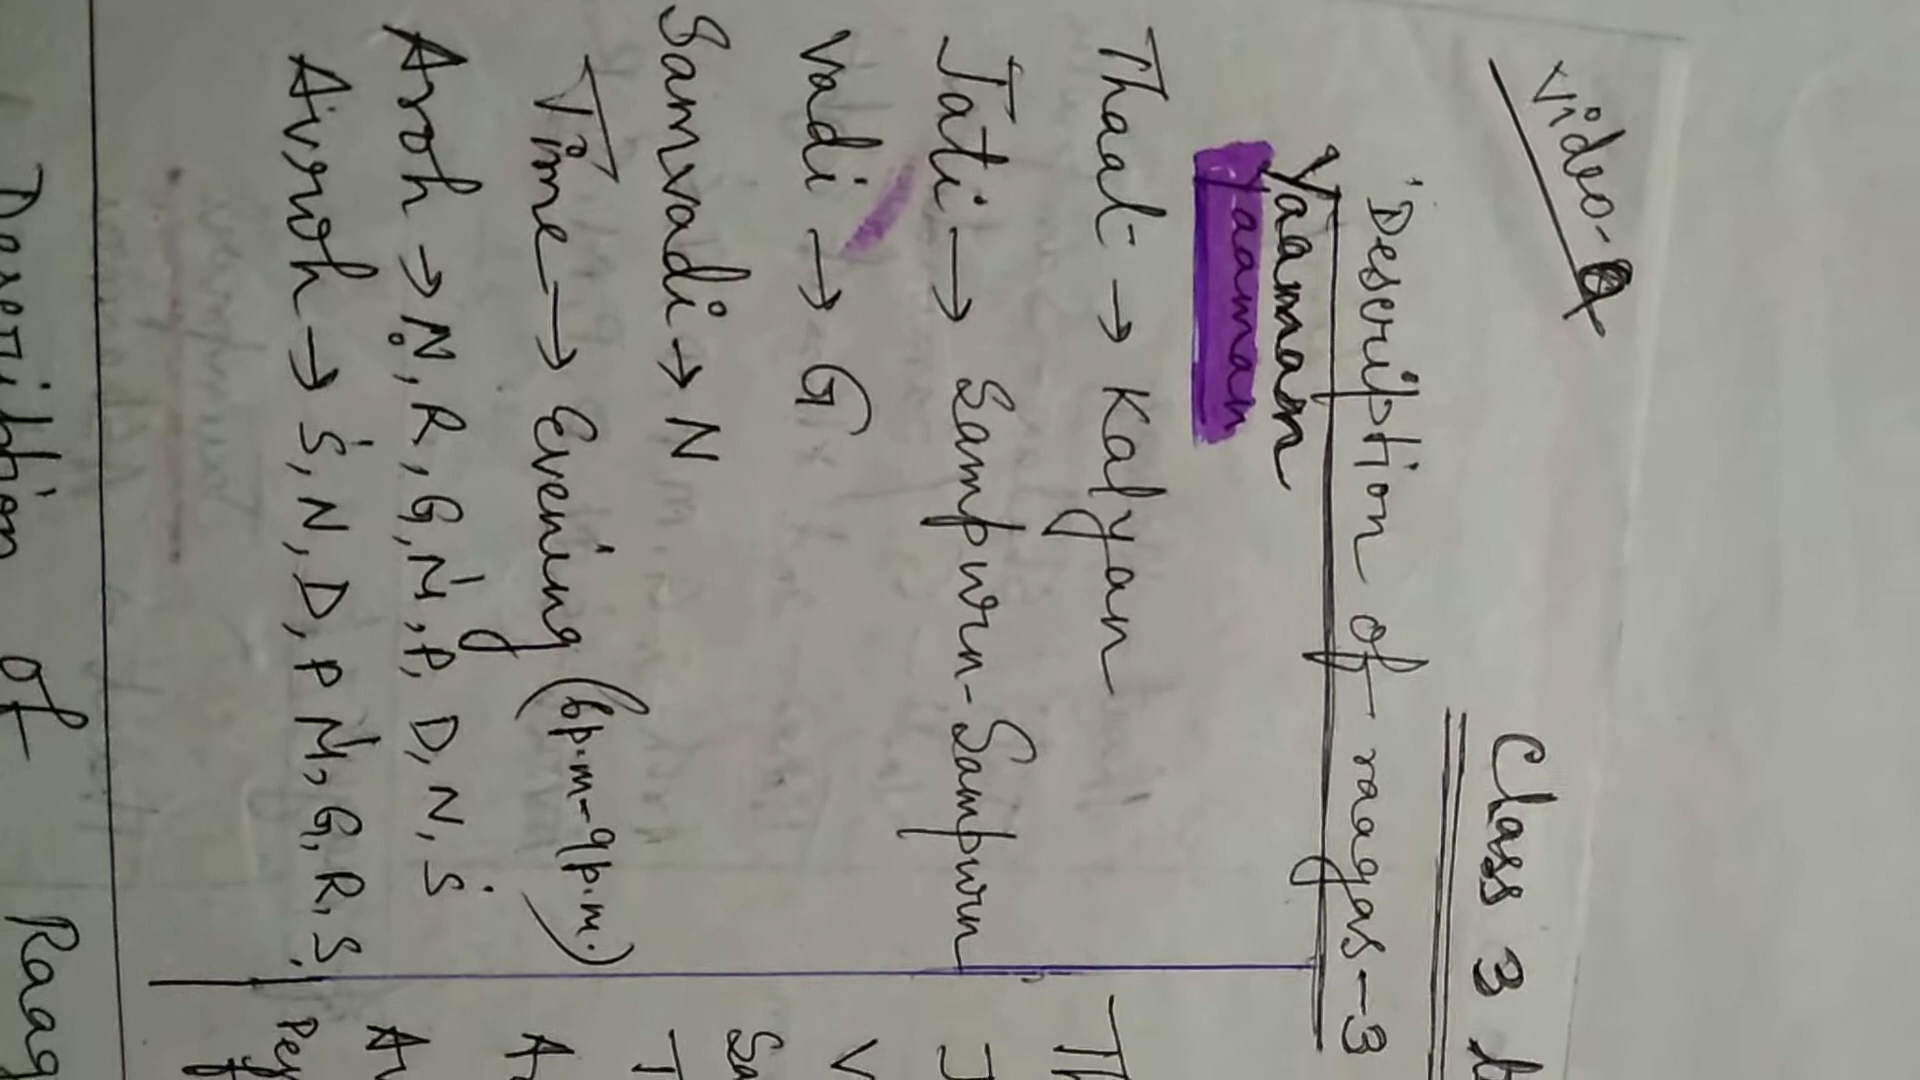 Video-
Class 3
Description of raagas-3
Yaaman
Yaaman
Thaat → Kalyan
Jati → Sampurn-Sampurn
Vadi → G
Samvadi → N
Time → Evening (6p.m-9p.m.)
Aroh → Ṇ, R, G, Ḿ, P, D, N, Ṡ
Avroh → Ṡ, N, D, P Ḿ, G, R, S.
Description of Raag